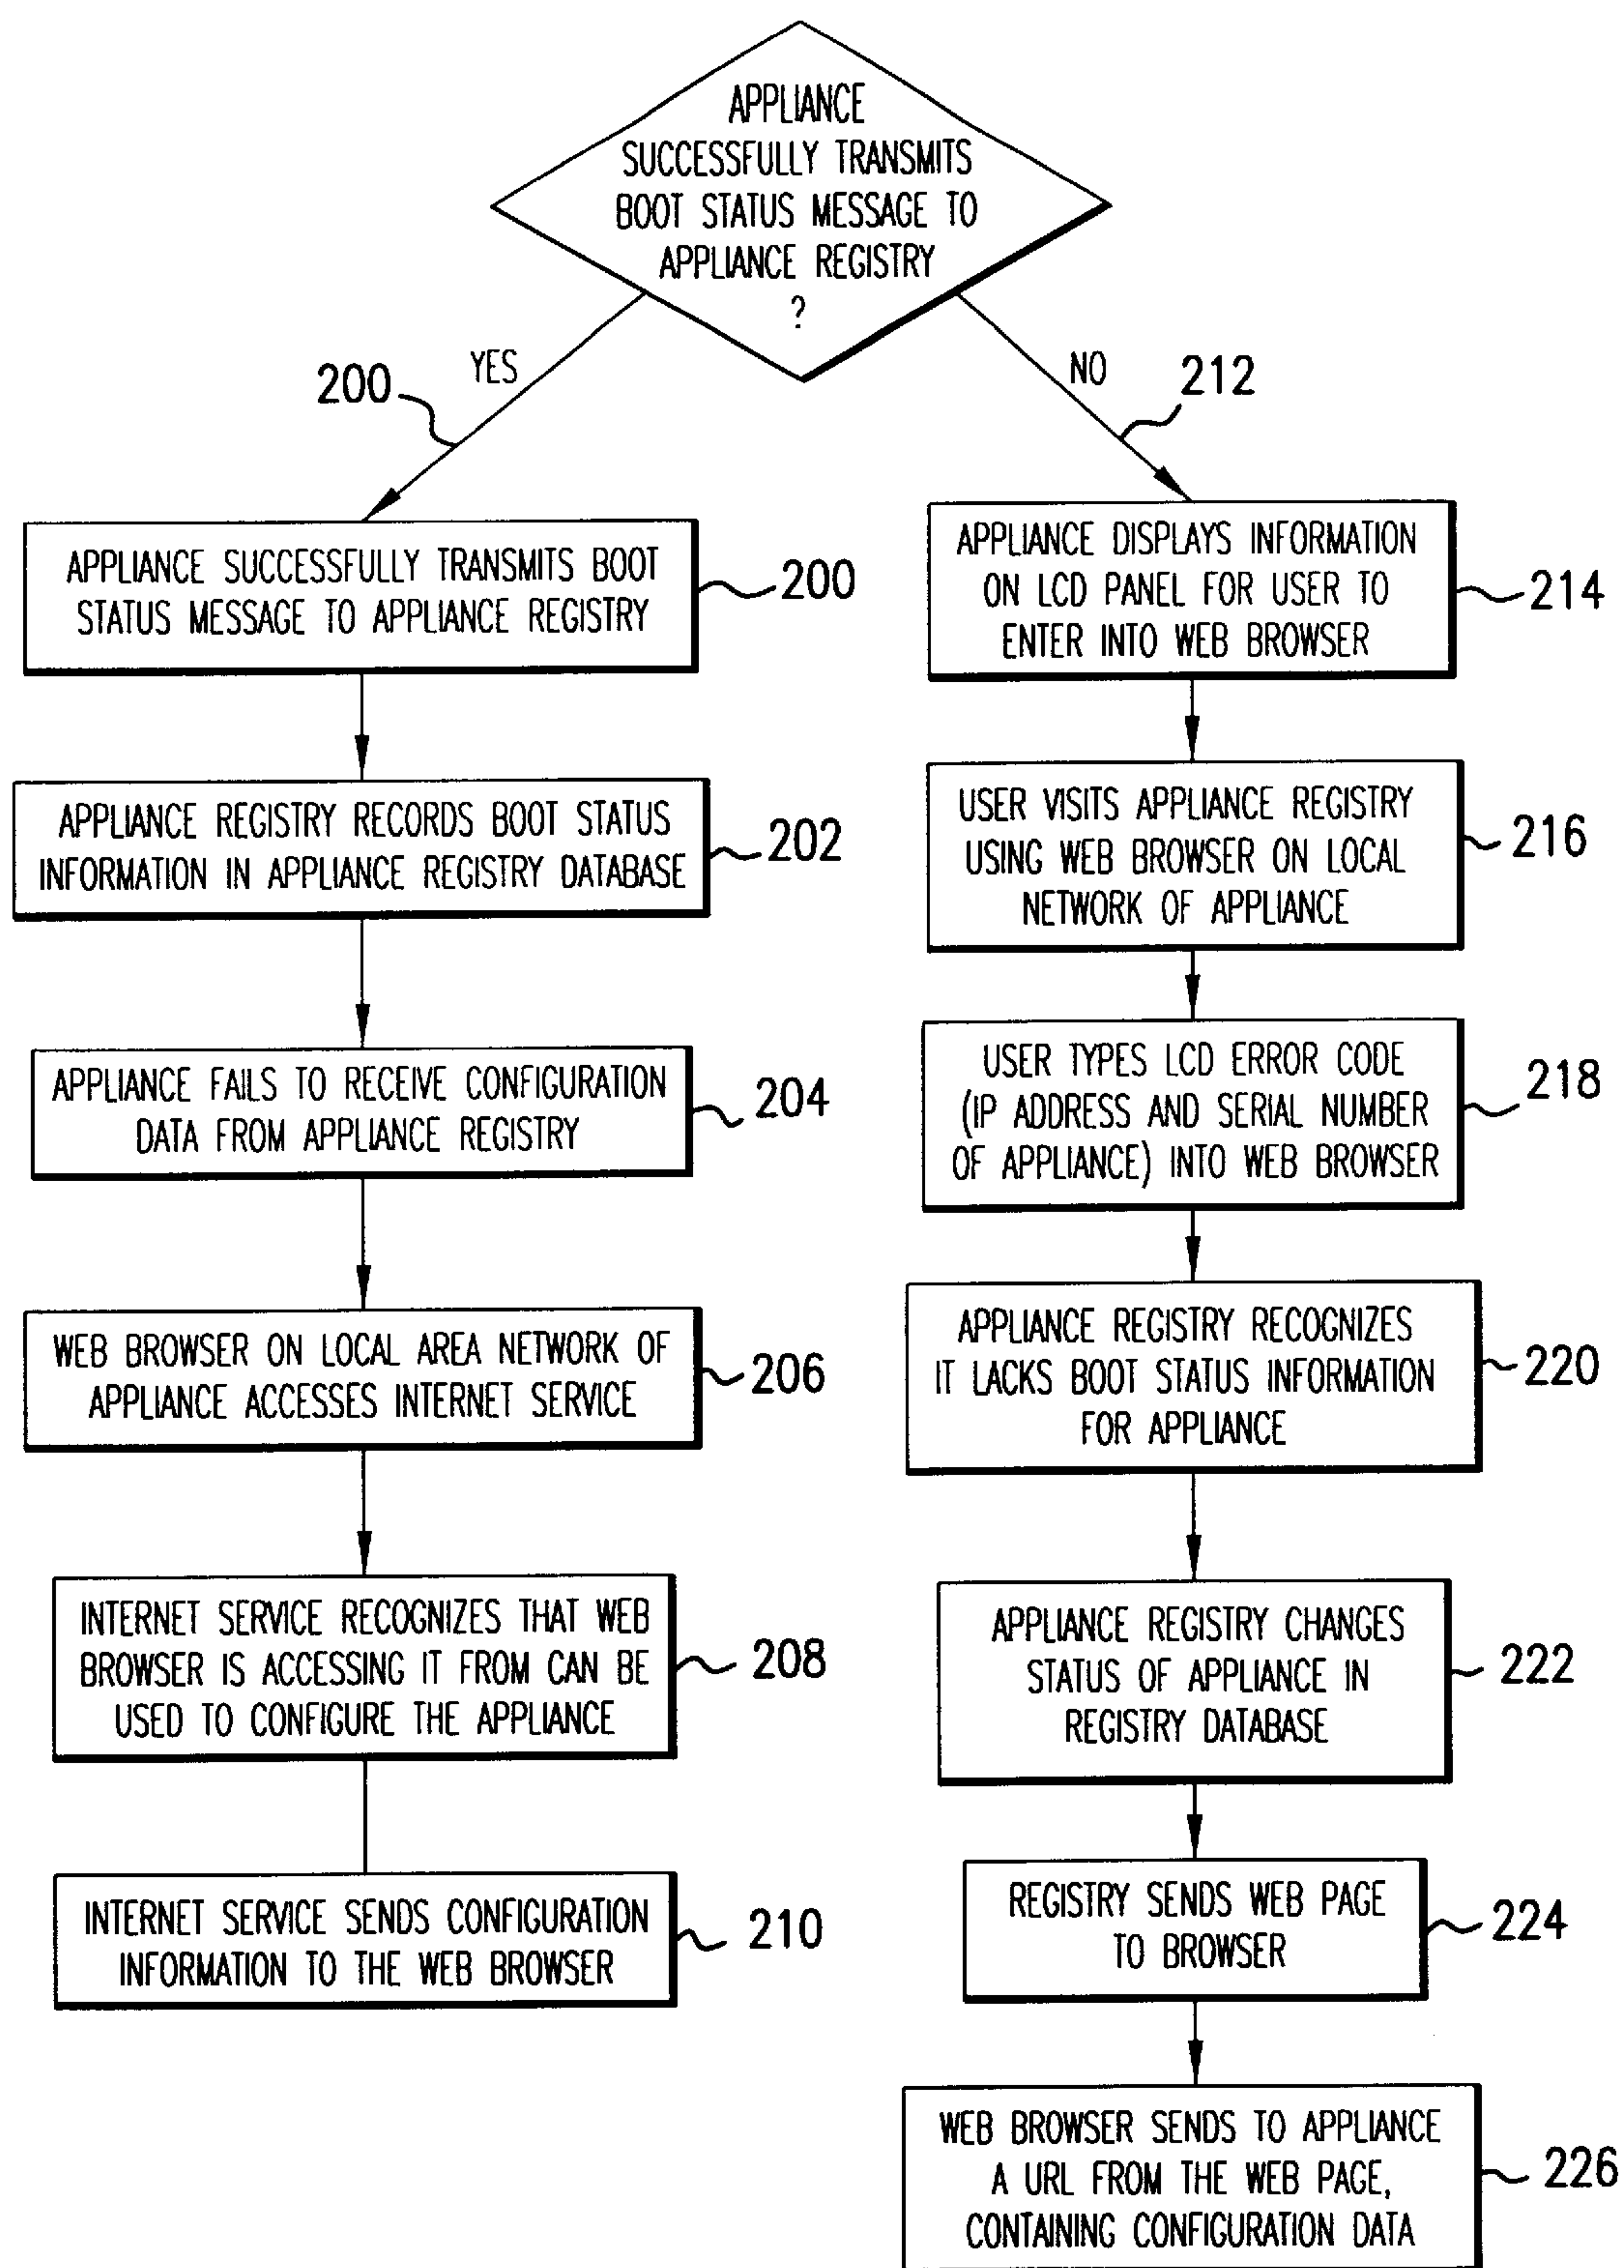 APPLIANCE
SUCCESSFULLY TRANSMITS
BOOT STATUS MESSAGE TO
APPLIANCE REGISTRY
?
YES
200
NO
212
APPLIANCE SUCCESSFULLY TRANSMITS BOOT
STATUS MESSAGE TO APPLIANCE REGISTRY
200
APPLIANCE REGISTRY RECORDS BOOT STATUS
INFORMATION IN APPLIANCE REGISTRY DATABASE
202
APPLIANCE FAILS TO RECEIVE CONFIGURATION
DATA FROM APPLIANCE REGISTRY
204
WEB BROWSER ON LOCAL AREA NETWORK OF
APPLIANCE ACCESSES INTERNET SERVICE
206
INTERNET SERVICE RECOGNIZES THAT WEB
BROWSER IS ACCESSING IT FROM CAN BE
USED TO CONFIGURE THE APPLIANCE
208
INTERNET SERVICE SENDS CONFIGURATION
INFORMATION TO THE WEB BROWSER
210
APPLIANCE DISPLAYS INFORMATION
ON LCD PANEL FOR USER TO
ENTER INTO WEB BROWSER
214
USER VISITS APPLIANCE REGISTRY
USING WEB BROWSER ON LOCAL
NETWORK OF APPLIANCE
216
USER TYPES LCD ERROR CODE
(IP ADDRESS AND SERIAL NUMBER
OF APPLIANCE) INTO WEB BROWSER
218
APPLIANCE REGISTRY RECOGNIZES
IT LACKS BOOT STATUS INFORMATION
FOR APPLIANCE
220
APPLIANCE REGISTRY CHANGES
STATUS OF APPLIANCE IN
REGISTRY DATABASE
222
REGISTRY SENDS WEB PAGE
TO BROWSER
224
WEB BROWSER SENDS TO APPLIANCE
A URL FROM THE WEB PAGE,
CONTAINING CONFIGURATION DATA
226